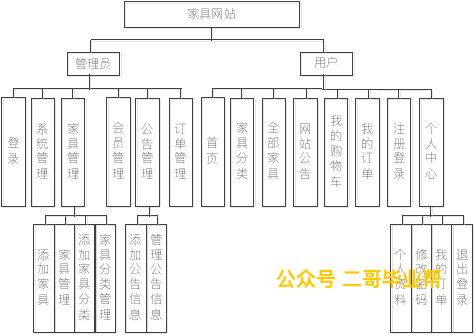 家具网站
管理员
用户
登录
系统管理
家具管理
会员管理
公告管理
订单管理
首页
家具分类
全部家具
网站公告
我的购物车
我的订单
注册登录
个人中心
添加家具
家具管理
添加家具分类
家具分类管理
添加公告信息
管理公告信息
个人资料
修改密码
我的订单
退出登录
公众号 二哥毕业帮